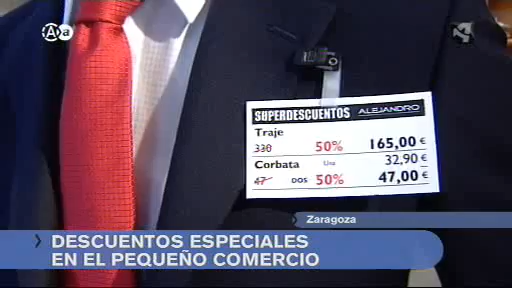 Aa
SUPERDESCUENTOS ALEJANDRO
Traje
330 50% 165,00 €
Corbata Una 32,90 €
47 DOS 50% 47,00 €
Zaragoza
DESCUENTOS ESPECIALES
EN EL PEQUEÑO COMERCIO